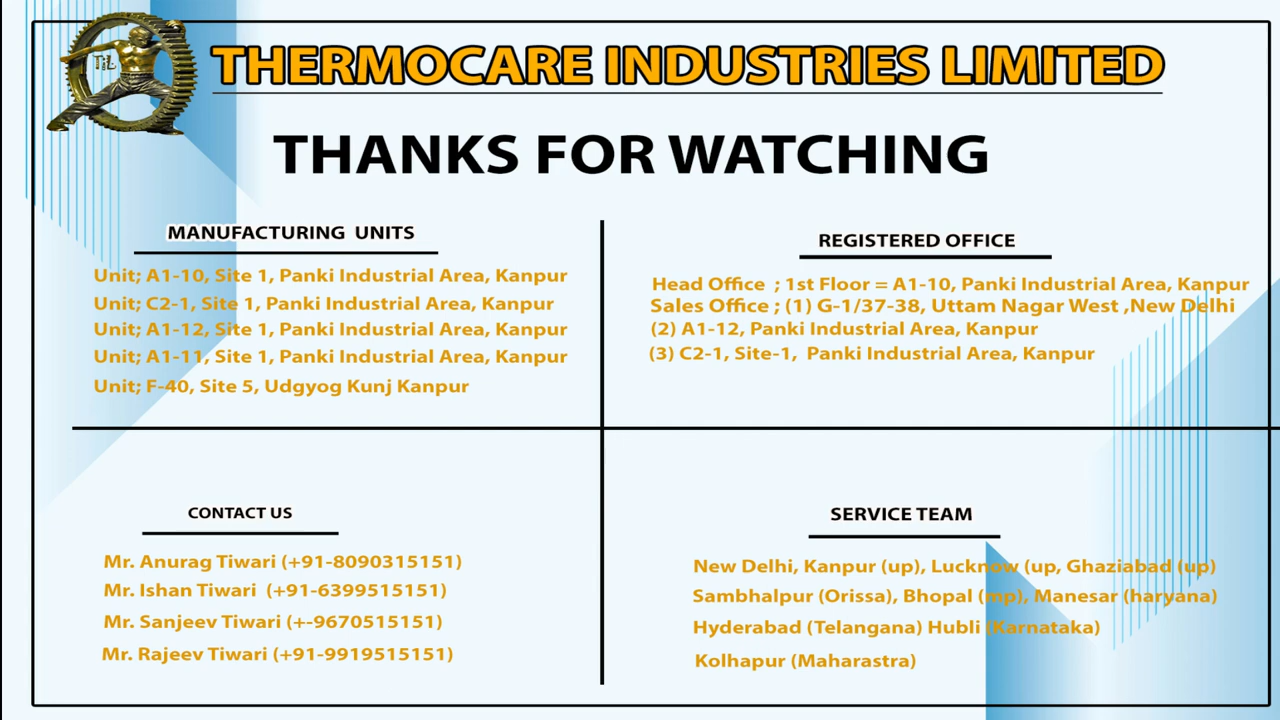 TiL
THERMOCARE INDUSTRIES LIMITED
THANKS FOR WATCHING
MANUFACTURING UNITS
Unit; A1-10, Site 1, Panki Industrial Area, Kanpur
Unit; C2-1, Site 1, Panki Industrial Area, Kanpur
Unit; A1-12, Site 1, Panki Industrial Area, Kanpur
Unit; A1-11, Site 1, Panki Industrial Area, Kanpur
Unit; F-40, Site 5, Udgyog Kunj Kanpur
REGISTERED OFFICE
Head Office ; 1st Floor = A1-10, Panki Industrial Area, Kanpur
Sales Office ; (1) G-1/37-38, Uttam Nagar West ,New Delhi
(2) A1-12, Panki Industrial Area, Kanpur
(3) C2-1, Site-1, Panki Industrial Area, Kanpur
CONTACT US
Mr. Anurag Tiwari (+91-8090315151)
Mr. Ishan Tiwari (+91-6399515151)
Mr. Sanjeev Tiwari (+-9670515151)
Mr. Rajeev Tiwari (+91-9919515151)
SERVICE TEAM
New Delhi, Kanpur (up), Lucknow (up, Ghaziabad (up)
Sambhalpur (Orissa), Bhopal (mp), Manesar (haryana)
Hyderabad (Telangana) Hubli (Karnataka)
Kolhapur (Maharastra)